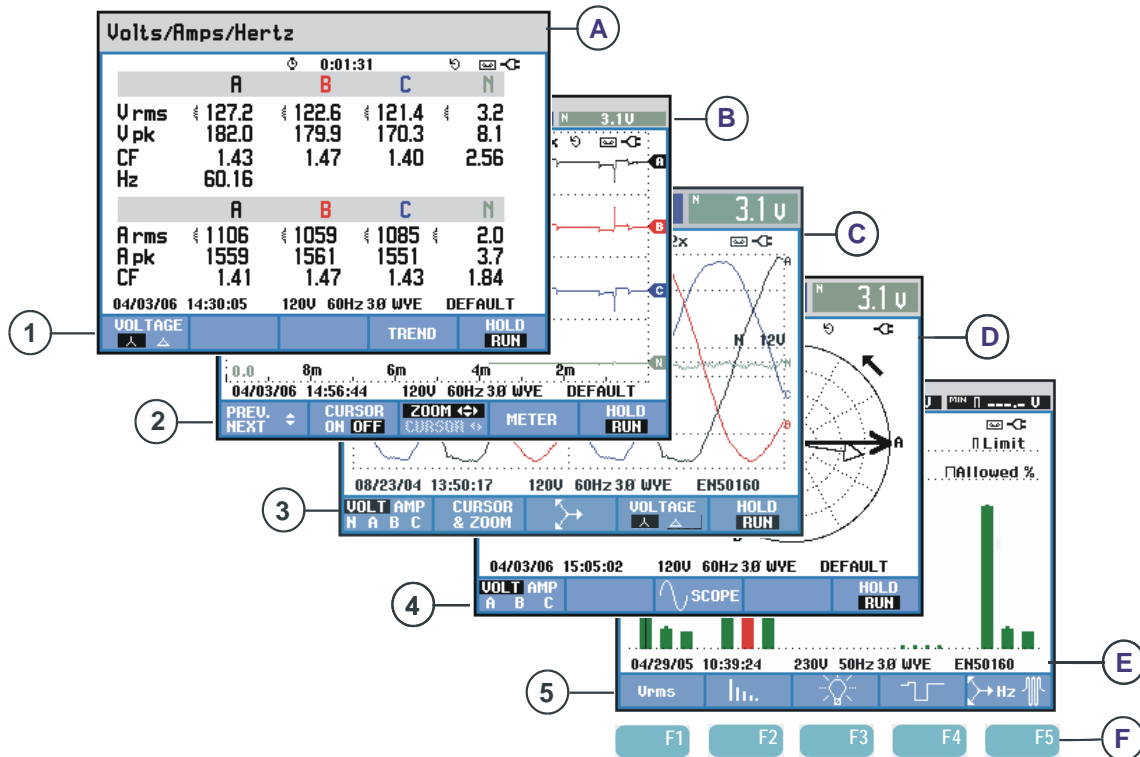 Volts/Amps/Hertz
A
0:01:31
A B C N
Vrms 127.2 122.6 121.4 3.2
Vpk 182.0 179.9 170.3 8.1
CF 1.43 1.47 1.40 2.56
Hz 60.16
A B C N
Arms 1106 1059 1085 2.0
Apk 1559 1561 1551 3.7
CF 1.41 1.47 1.43 1.84
04/03/06 14:30:05 120V 60Hz 3Ø WYE DEFAULT
1
VOLTAGE TREND HOLD
RUN
N 3.1V
B
A
B
C
N
0.0 8m 6m 4m 2m
04/03/06 14:56:44 120V 60Hz 3Ø WYE DEFAULT
2
PREV. CURSOR ZOOM METER HOLD
NEXT ON OFF CURSOR RUN
N 3.1 V
C
2x
A
N 12V
N
C
B
08/23/04 13:50:17 120V 60Hz 3Ø WYE EN50160
3
VOLT AMP CURSOR VOLTAGE HOLD
N A B C & ZOOM RUN
N 3.1 V
D
A
04/03/06 15:05:02 120V 60Hz 3Ø WYE DEFAULT
4
VOLT AMP SCOPE HOLD
A B C RUN
MIN ---.- V
Limit
Allowed %
04/29/05 10:39:24 230V 50Hz 3Ø WYE EN50160
E
5
Vrms Hz
F1 F2 F3 F4 F5
F